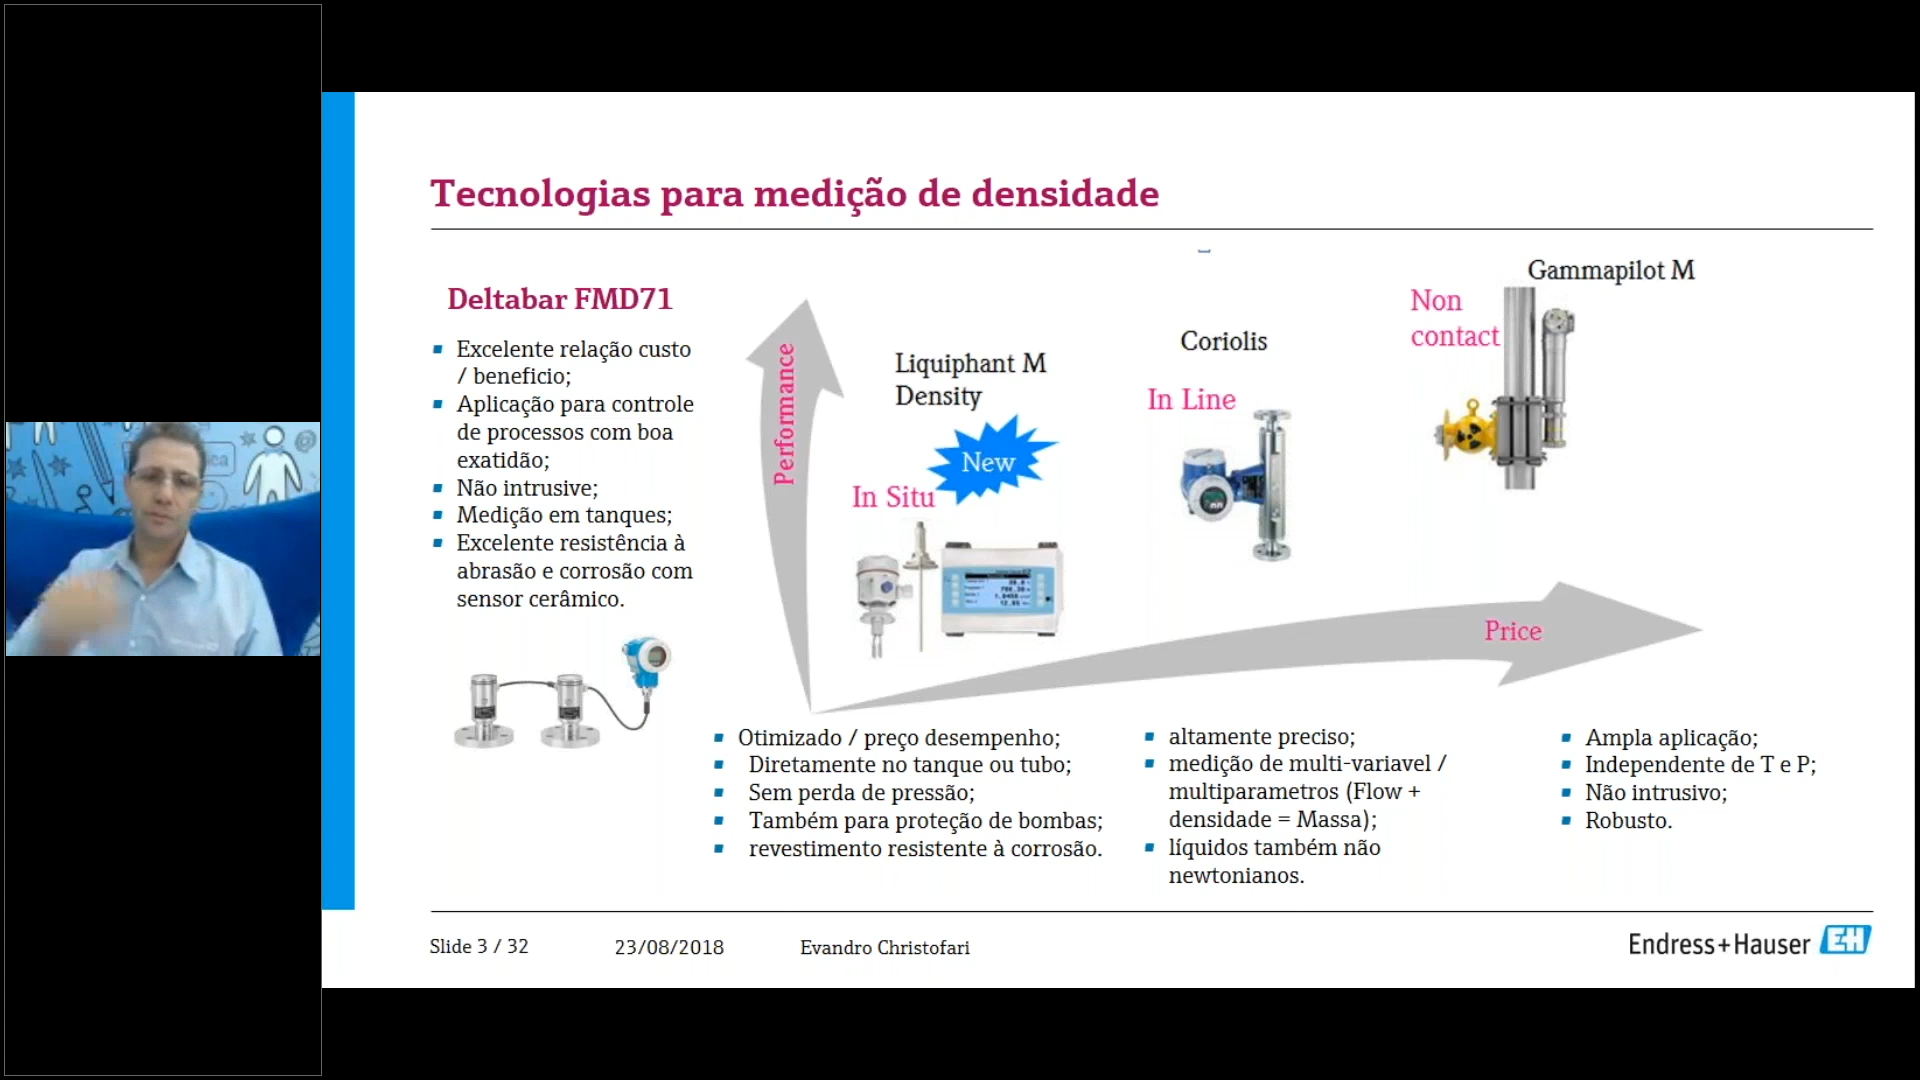 Tecnologias para medição de densidade
Deltabar FMD71
Excelente relação custo
/ beneficio;
Aplicação para controle
de processos com boa
exatidão;
Não intrusive;
Medição em tanques;
Excelente resistência à
abrasão e corrosão com
sensor cerâmico.
Performance
Liquiphant M
Density
New
In Situ
Coriolis
In Line
Gammapilot M
Non
contact
Price
Otimizado / preço desempenho;
Diretamente no tanque ou tubo;
Sem perda de pressão;
Também para proteção de bombas;
revestimento resistente à corrosão.
altamente preciso;
medição de multi-variavel /
multiparametros (Flow +
densidade = Massa);
líquidos também não
newtonianos.
Ampla aplicação;
Independente de T e P;
Não intrusivo;
Robusto.
Slide 3 / 32
23/08/2018
Evandro Christofari
Endress+Hauser
EH